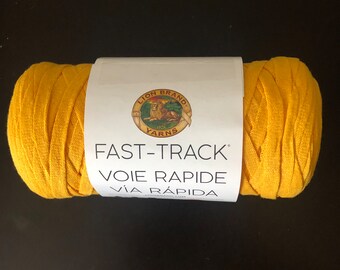 LION BRAND
YARNS
FAST-TRACK®
VOIE RAPIDE
VÍA RÁPIDA